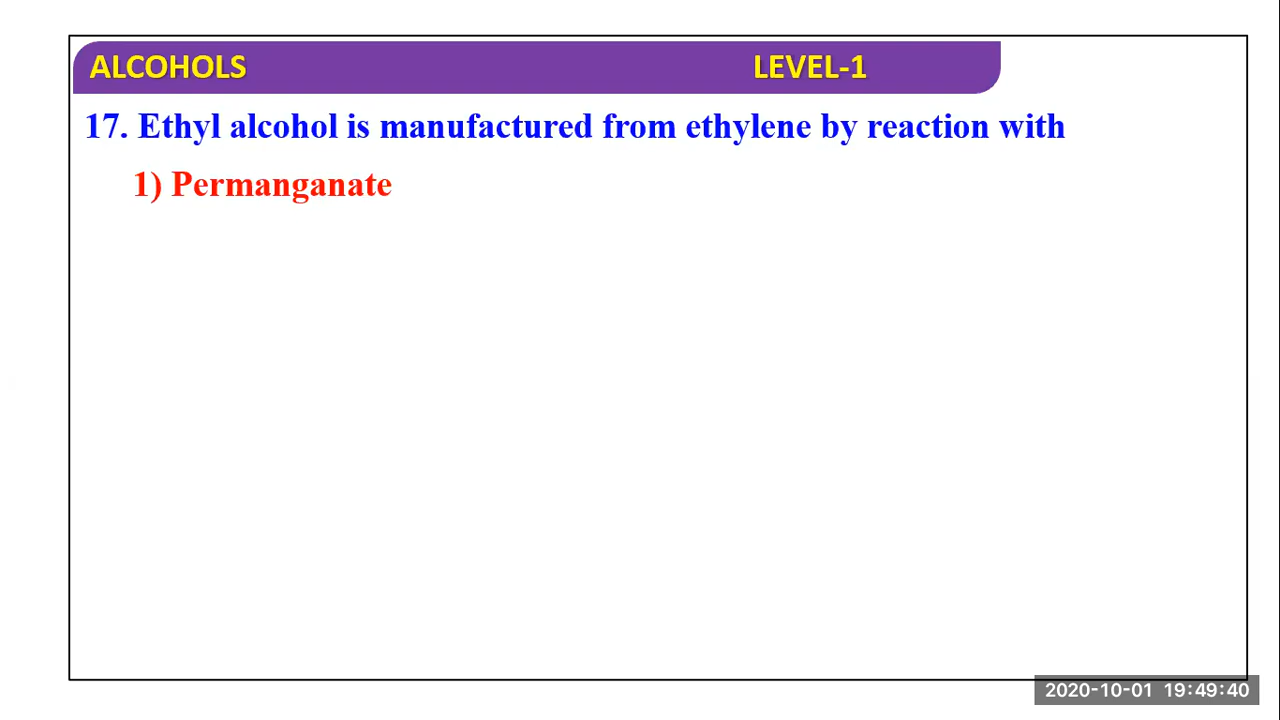 ALCOHOLS LEVEL-1
17. Ethyl alcohol is manufactured from ethylene by reaction with
1) Permanganate
2020-10-01 19:49:40